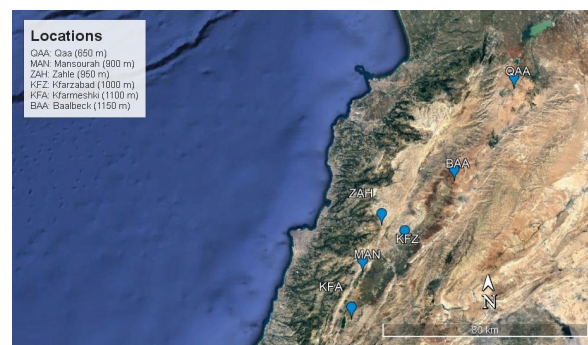 Locations
QAA: Qaa (650 m)
MAN: Mansourah (900 m)
ZAH: Zahle (950 m)
KFZ: Kfarzabad (1000 m)
KFA: Kfarmeshki (1100 m)
BAA: Baalbeck (1150 m)
QAA
BAA
ZAH
KFZ
MAN
KFA
N
80 km